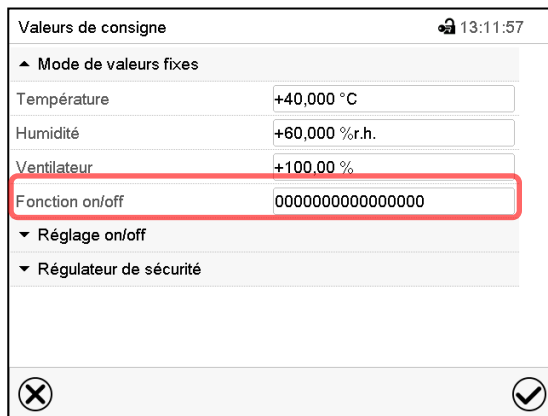 Valeurs de consigne 13:11:57
Mode de valeurs fixes
Température +40,000 °C
Humidité +60,000 %r.h.
Ventilateur +100,00 %
Fonction on/off 0000000000000000
Réglage on/off
Régulateur de sécurité